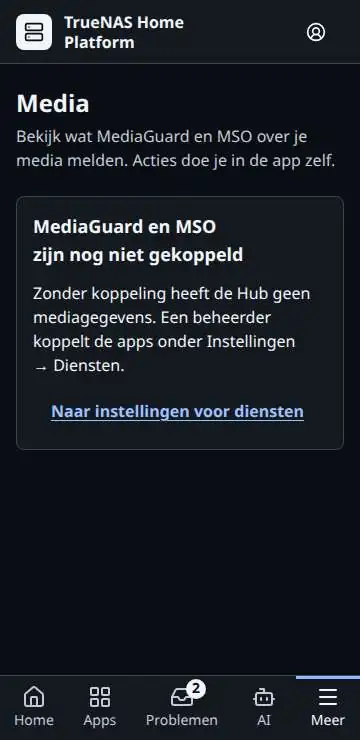 TrueNAS Home
Platform
Media
Bekijk wat MediaGuard en MSO over je
media melden. Acties doe je in de app zelf.
MediaGuard en MSO
zijn nog niet gekoppeld
Zonder koppeling heeft de Hub geen
mediagegevens. Een beheerder
koppelt de apps onder Instellingen
→ Diensten.
Naar instellingen voor diensten
2
Home Apps Problemen AI Meer